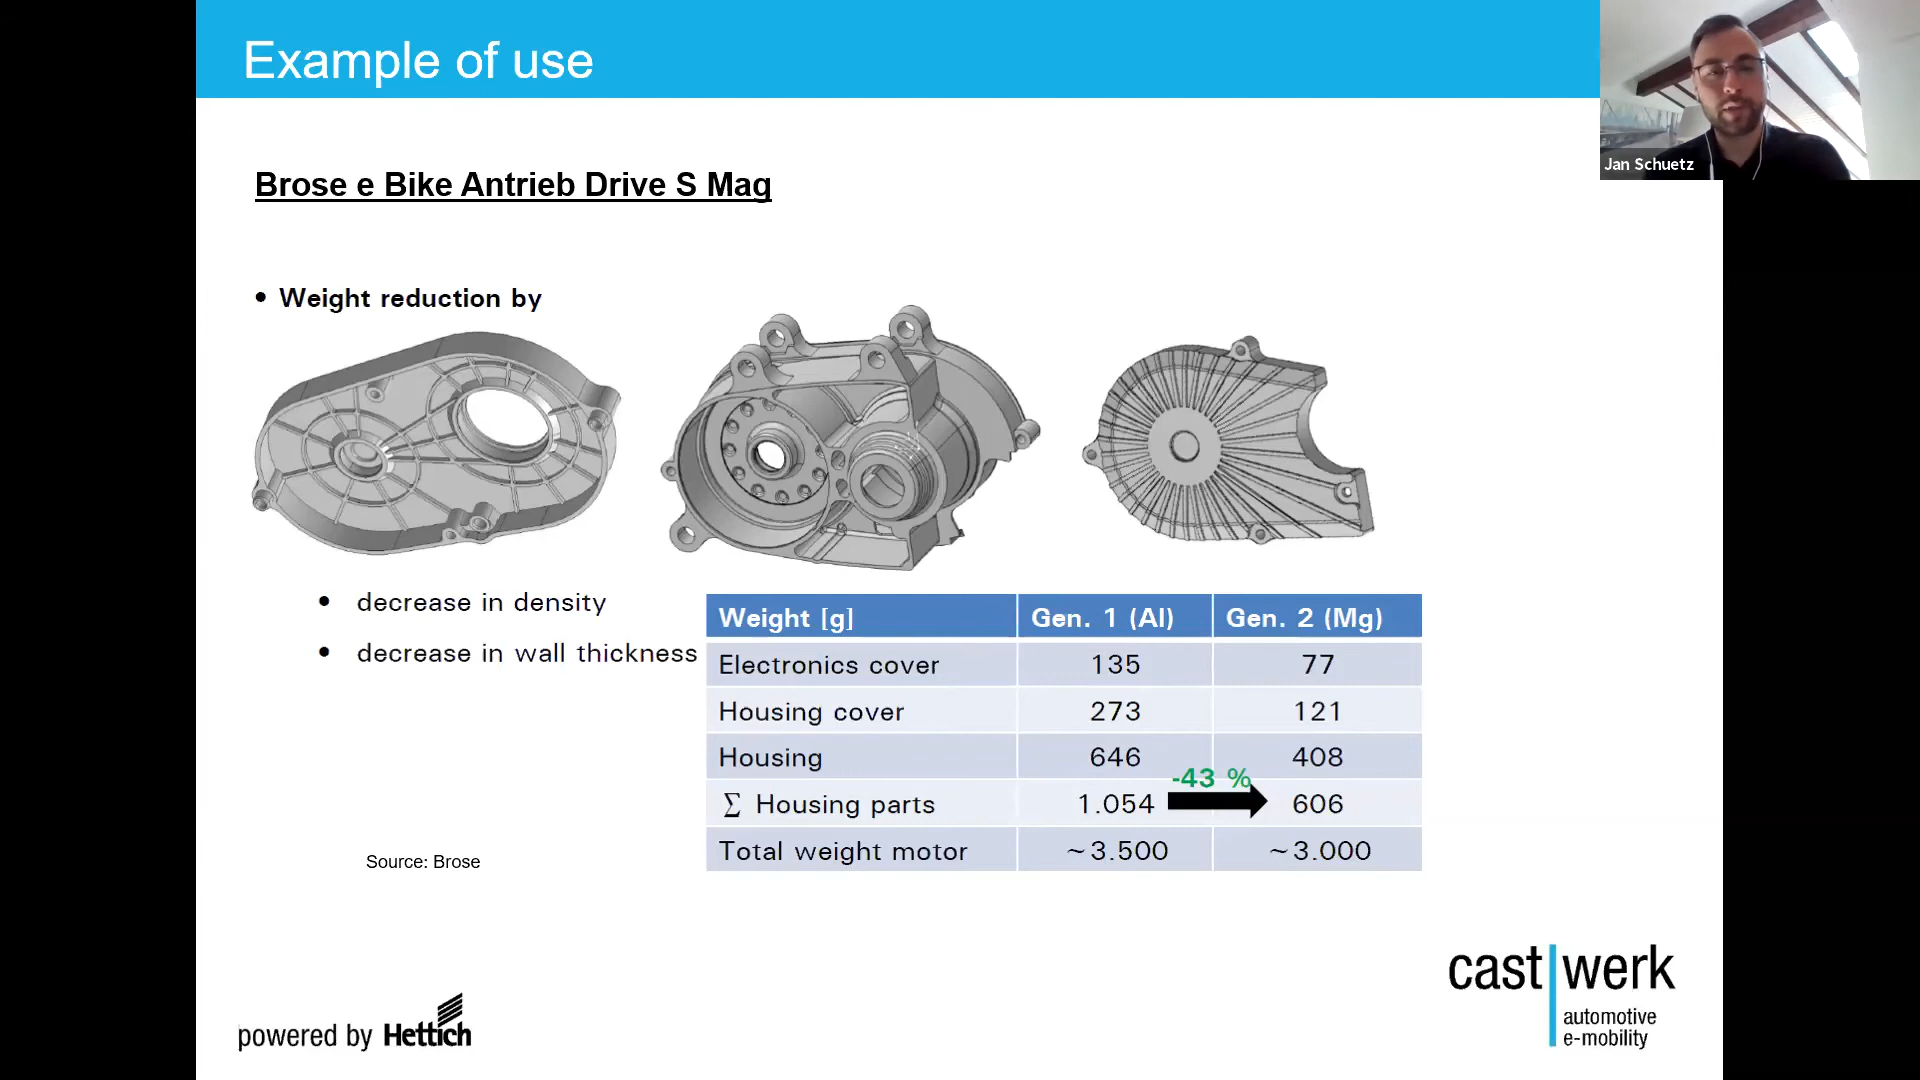 Example of use
Jan Schuetz
Brose e Bike Antrieb Drive S Mag
• Weight reduction by
• decrease in density
• decrease in wall thickness
Weight [g] Gen. 1 (Al) Gen. 2 (Mg)
Electronics cover 135 77
Housing cover 273 121
Housing 646 408
-43 %
∑ Housing parts 1.054 606
Total weight motor ~3.500 ~3.000
Source: Brose
cast werk
automotive
e-mobility
powered by Hettich